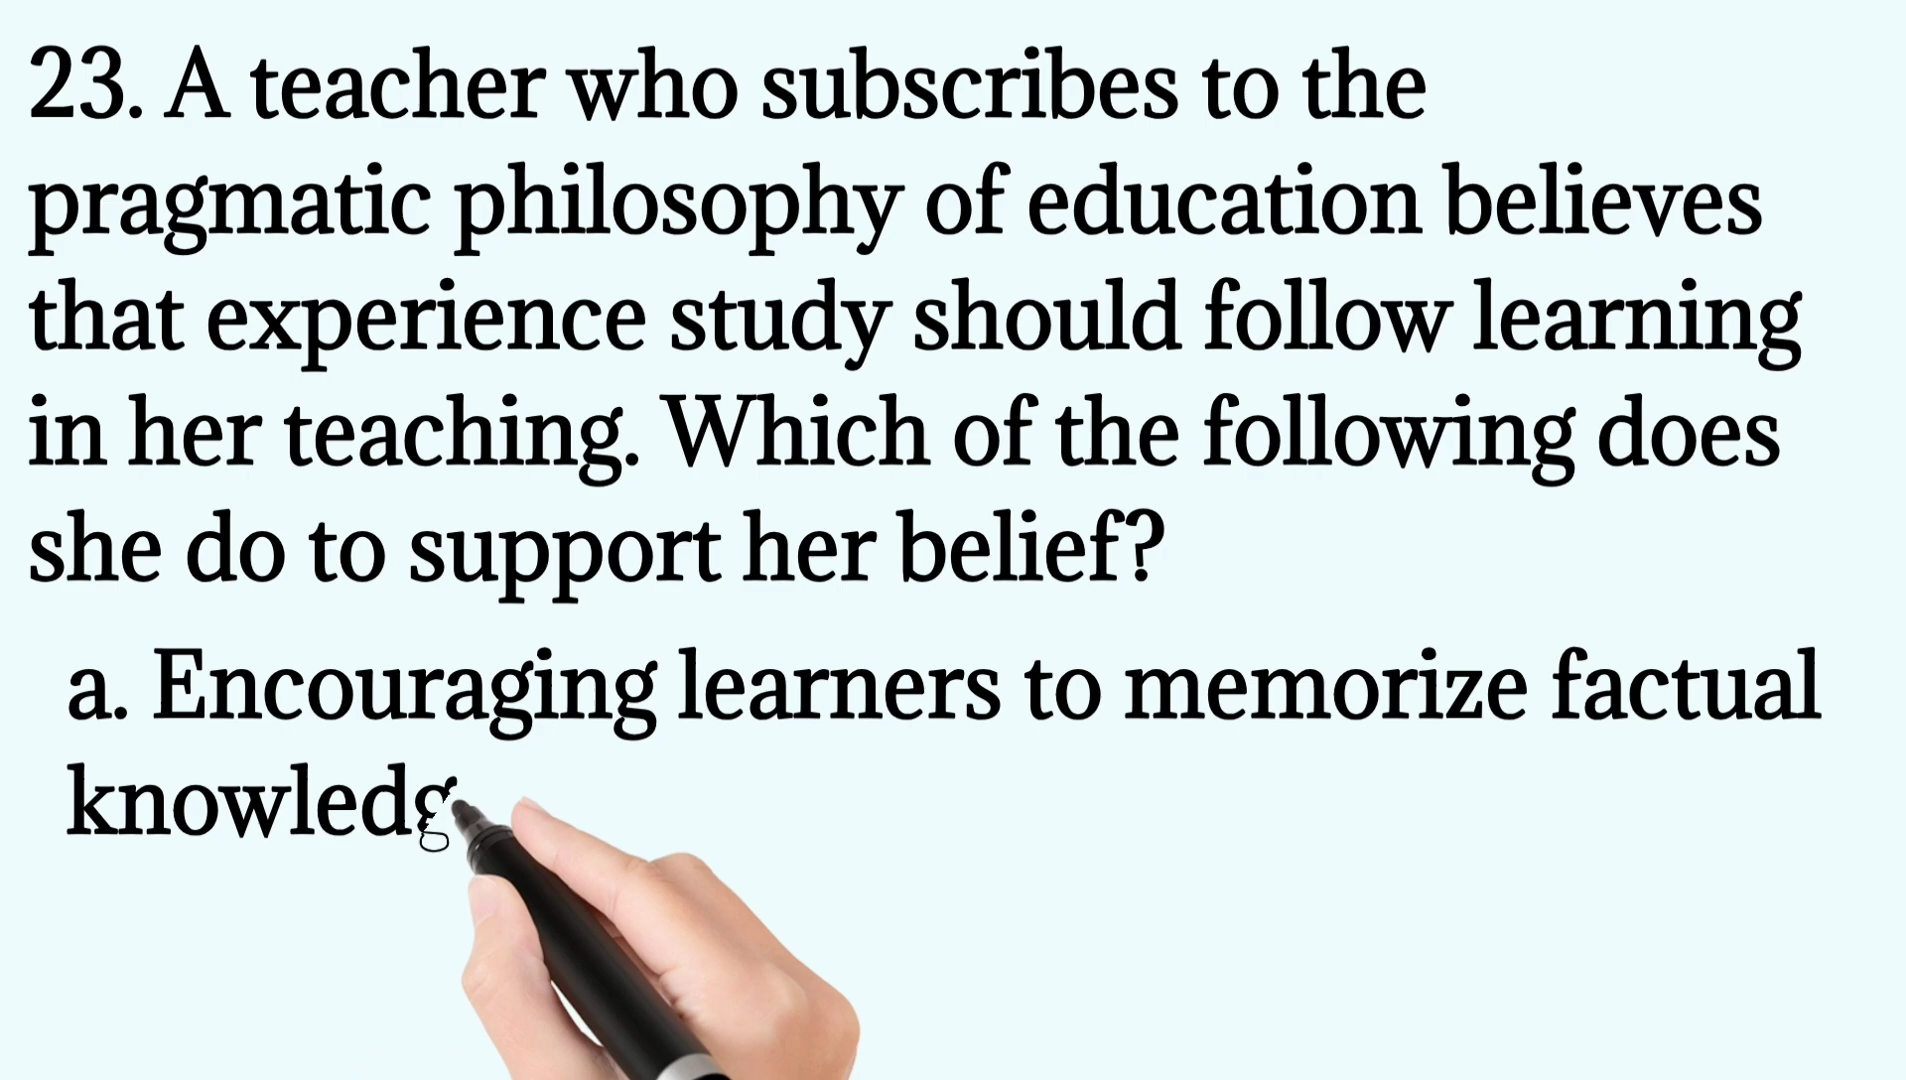 23. A teacher who subscribes to the
pragmatic philosophy of education believes
that experience study should follow learning
in her teaching. Which of the following does
she do to support her belief?
a. Encouraging learners to memorize factual
knowledg